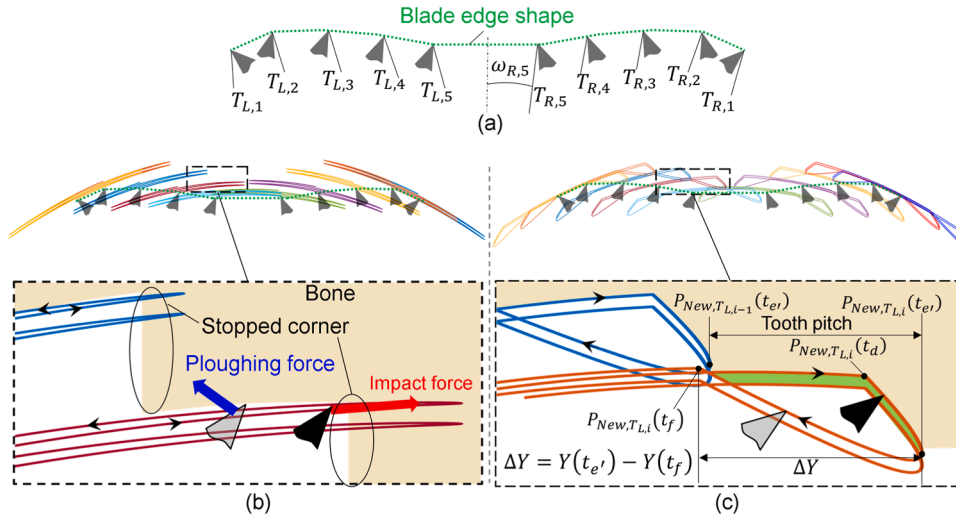 Blade edge shape
T_{L,1}
T_{L,2}
T_{L,3}
T_{L,4}
T_{L,5}
ω_{R,5}
T_{R,5}
T_{R,4}
T_{R,3}
T_{R,2}
T_{R,1}
(a)
Bone
Stopped corner
Ploughing force
Impact force
(b)
P_{New,T_{L,i-1}}(t_{e'})
P_{New,T_{L,i}}(t_{e'})
Tooth pitch
P_{New,T_{L,i}}(t_d)
P_{New,T_{L,i}}(t_f)
ΔY = Y(t_{e'}) − Y(t_f)
ΔY
(c)